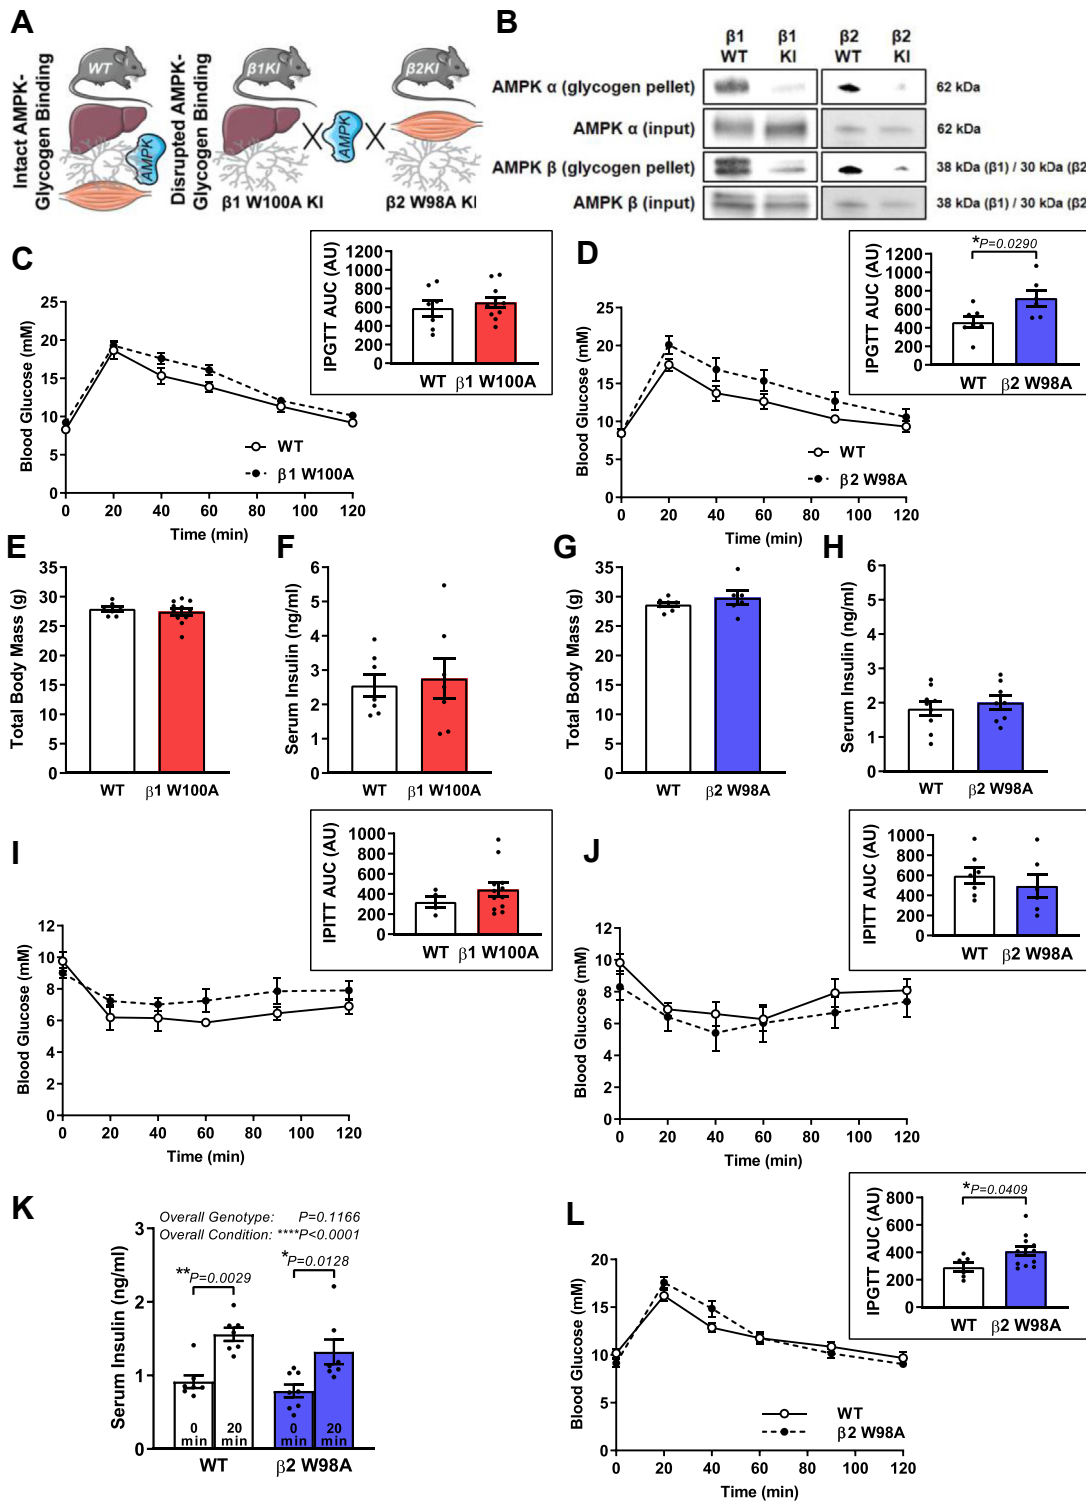 A
Intact AMPK-
Glycogen Binding
WT
AMPK
Disrupted AMPK-
Glycogen Binding
β1KI
β2KI
AMPK
β1 W100A KI
β2 W98A KI
B
β1 WT
β1 KI
β2 WT
β2 KI
AMPK α (glycogen pellet)
62 kDa
AMPK α (input)
62 kDa
AMPK β (glycogen pellet)
38 kDa (β1) / 30 kDa (β2
AMPK β (input)
38 kDa (β1) / 30 kDa (β2
C
IPGTT AUC (AU)
1200
1000
800
600
400
200
0
WT β1 W100A
Blood Glucose (mM)
25
20
15
10
5
0
WT
β1 W100A
0 20 40 60 80 100 120
Time (min)
D
IPGTT AUC (AU)
*P=0.0290
1200
1000
800
600
400
200
0
WT β2 W98A
Blood Glucose (mM)
25
20
15
10
5
0
WT
β2 W98A
0 20 40 60 80 100 120
Time (min)
E
Total Body Mass (g)
35
30
25
20
15
10
5
0
WT β1 W100A
F
Serum Insulin (ng/ml)
6
5
4
3
2
1
0
WT β1 W100A
G
Total Body Mass (g)
35
30
25
20
15
10
5
0
WT β2 W98A
H
Serum Insulin (ng/ml)
6
5
4
3
2
1
0
WT β2 W98A
I
IPITT AUC (AU)
1000
800
600
400
200
0
WT β1 W100A
Blood Glucose (mM)
12
10
8
6
4
2
0
0 20 40 60 80 100 120
Time (min)
J
IPITT AUC (AU)
1000
800
600
400
200
0
WT β2 W98A
Blood Glucose (mM)
12
10
8
6
4
2
0
0 20 40 60 80 100 120
Time (min)
K
Overall Genotype: P=0.1166
Overall Condition: ****P<0.0001
Serum Insulin (ng/ml)
3
2
1
0
**P=0.0029
*P=0.0128
0 min
20 min
0 min
20 min
WT
β2 W98A
L
IPGTT AUC (AU)
*P=0.0409
800
600
400
200
0
WT β2 W98A
Blood Glucose (mM)
20
15
10
5
0
WT
β2 W98A
0 20 40 60 80 100 120
Time (min)